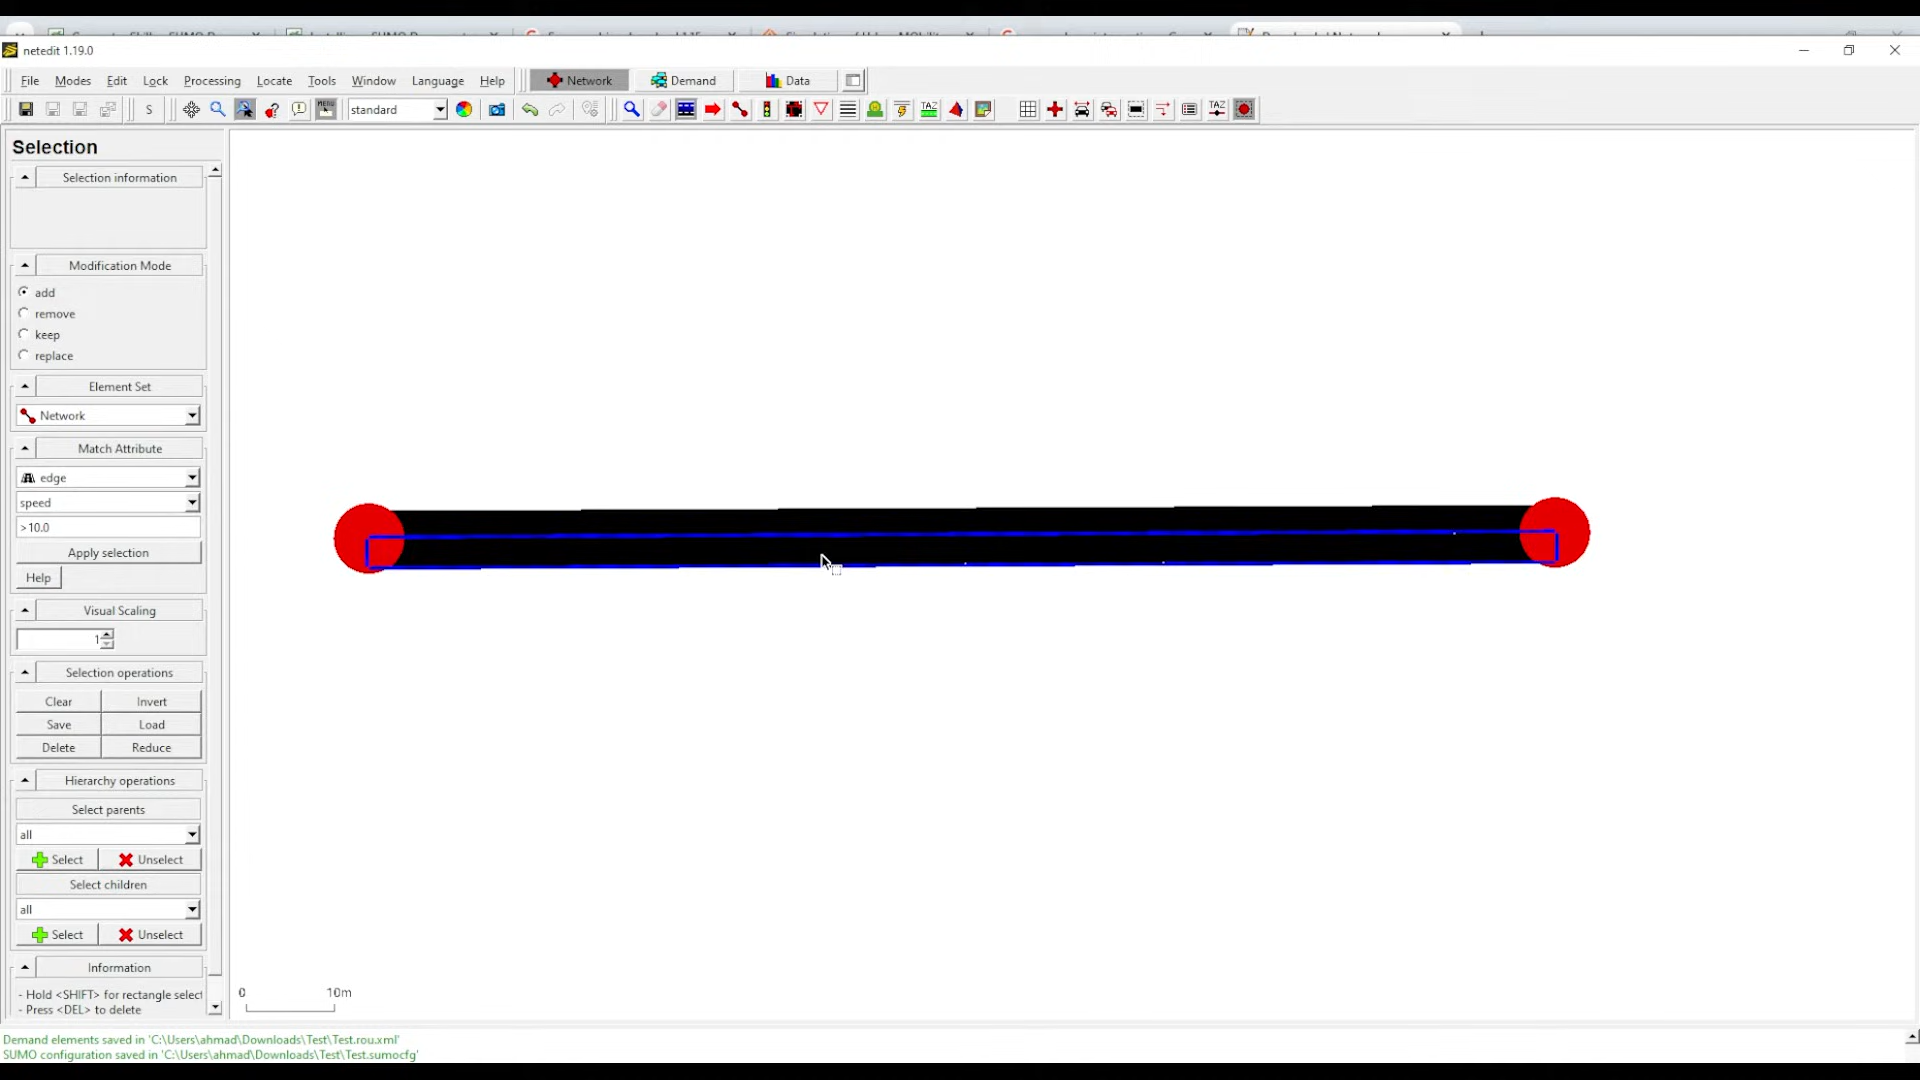 netedit 1.19.0
File Modes Edit Lock Processing Locate Tools Window Language Help Network Demand Data
S MENU standard TAZ TAZ
Selection
Selection information
Modification Mode
add
remove
keep
replace
Element Set
Network
Match Attribute
edge
speed
>10.0
Apply selection
Help
Visual Scaling
1
Selection operations
Clear Invert
Save Load
Delete Reduce
Hierarchy operations
Select parents
all
Select Unselect
Select children
all
Select Unselect
Information
- Hold <SHIFT> for rectangle select
- Press <DEL> to delete
0 10m
Demand elements saved in 'C:\Users\ahmad\Downloads\Test\Test.rou.xml'
SUMO configuration saved in 'C:\Users\ahmad\Downloads\Test\Test.sumocfg'